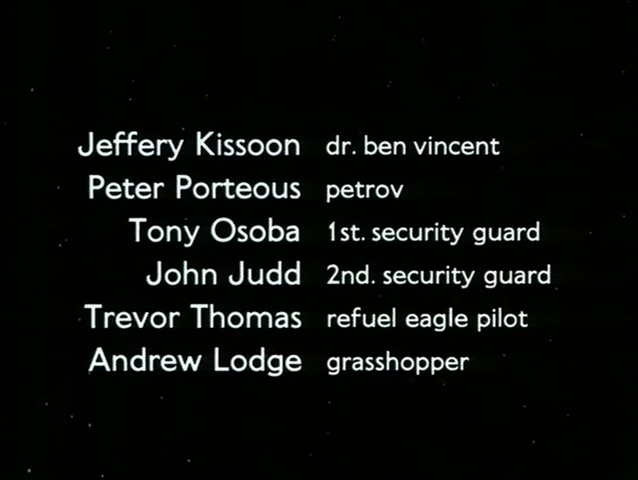 Jeffery Kissoon dr. ben vincent
Peter Porteous petrov
Tony Osoba 1st. security guard
John Judd 2nd. security guard
Trevor Thomas refuel eagle pilot
Andrew Lodge grasshopper